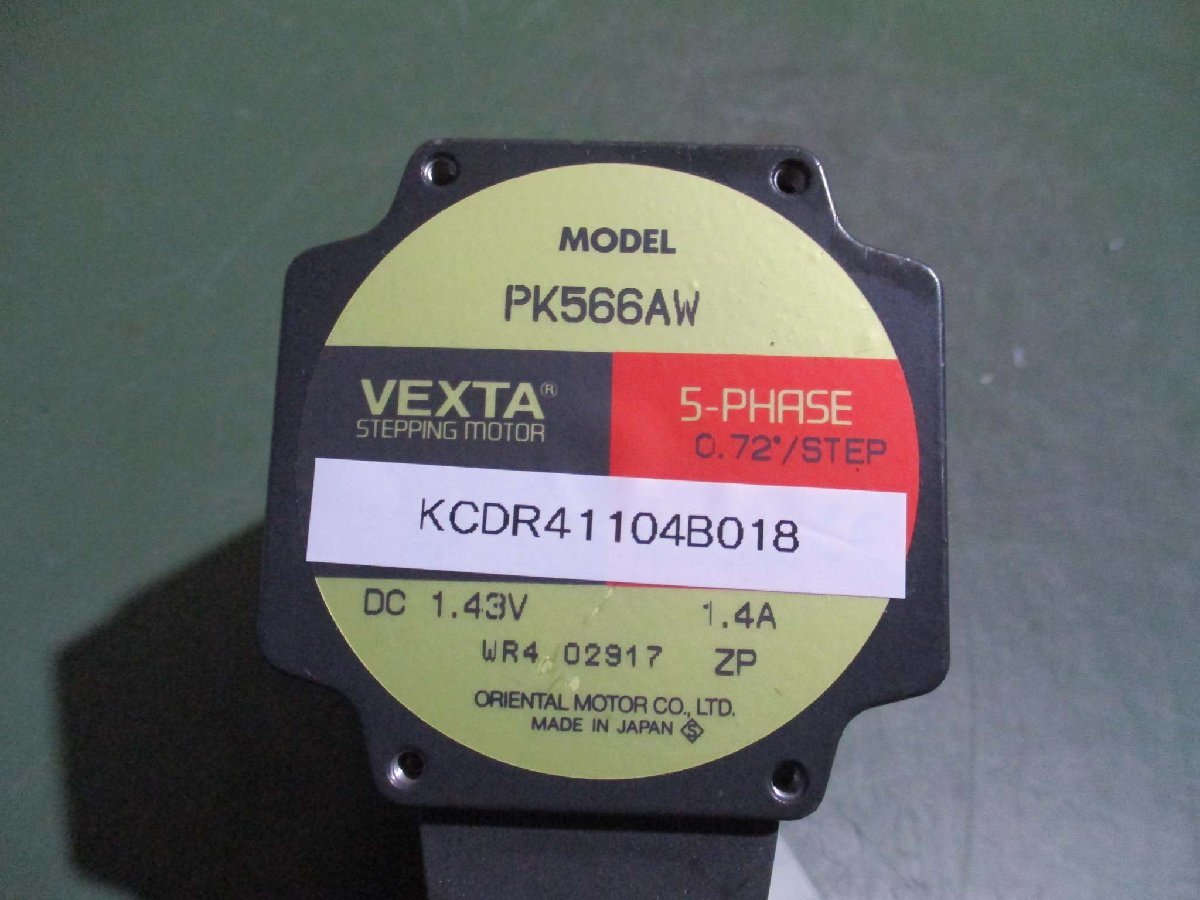 MODEL
PK566AW
VEXTA®
STEPPING MOTOR
5-PHASE
0.72°/STEP
KCDR41104B018
DC 1.43V 1.4A
WR4 02917 ZP
ORIENTAL MOTOR CO., LTD.
MADE IN JAPAN S